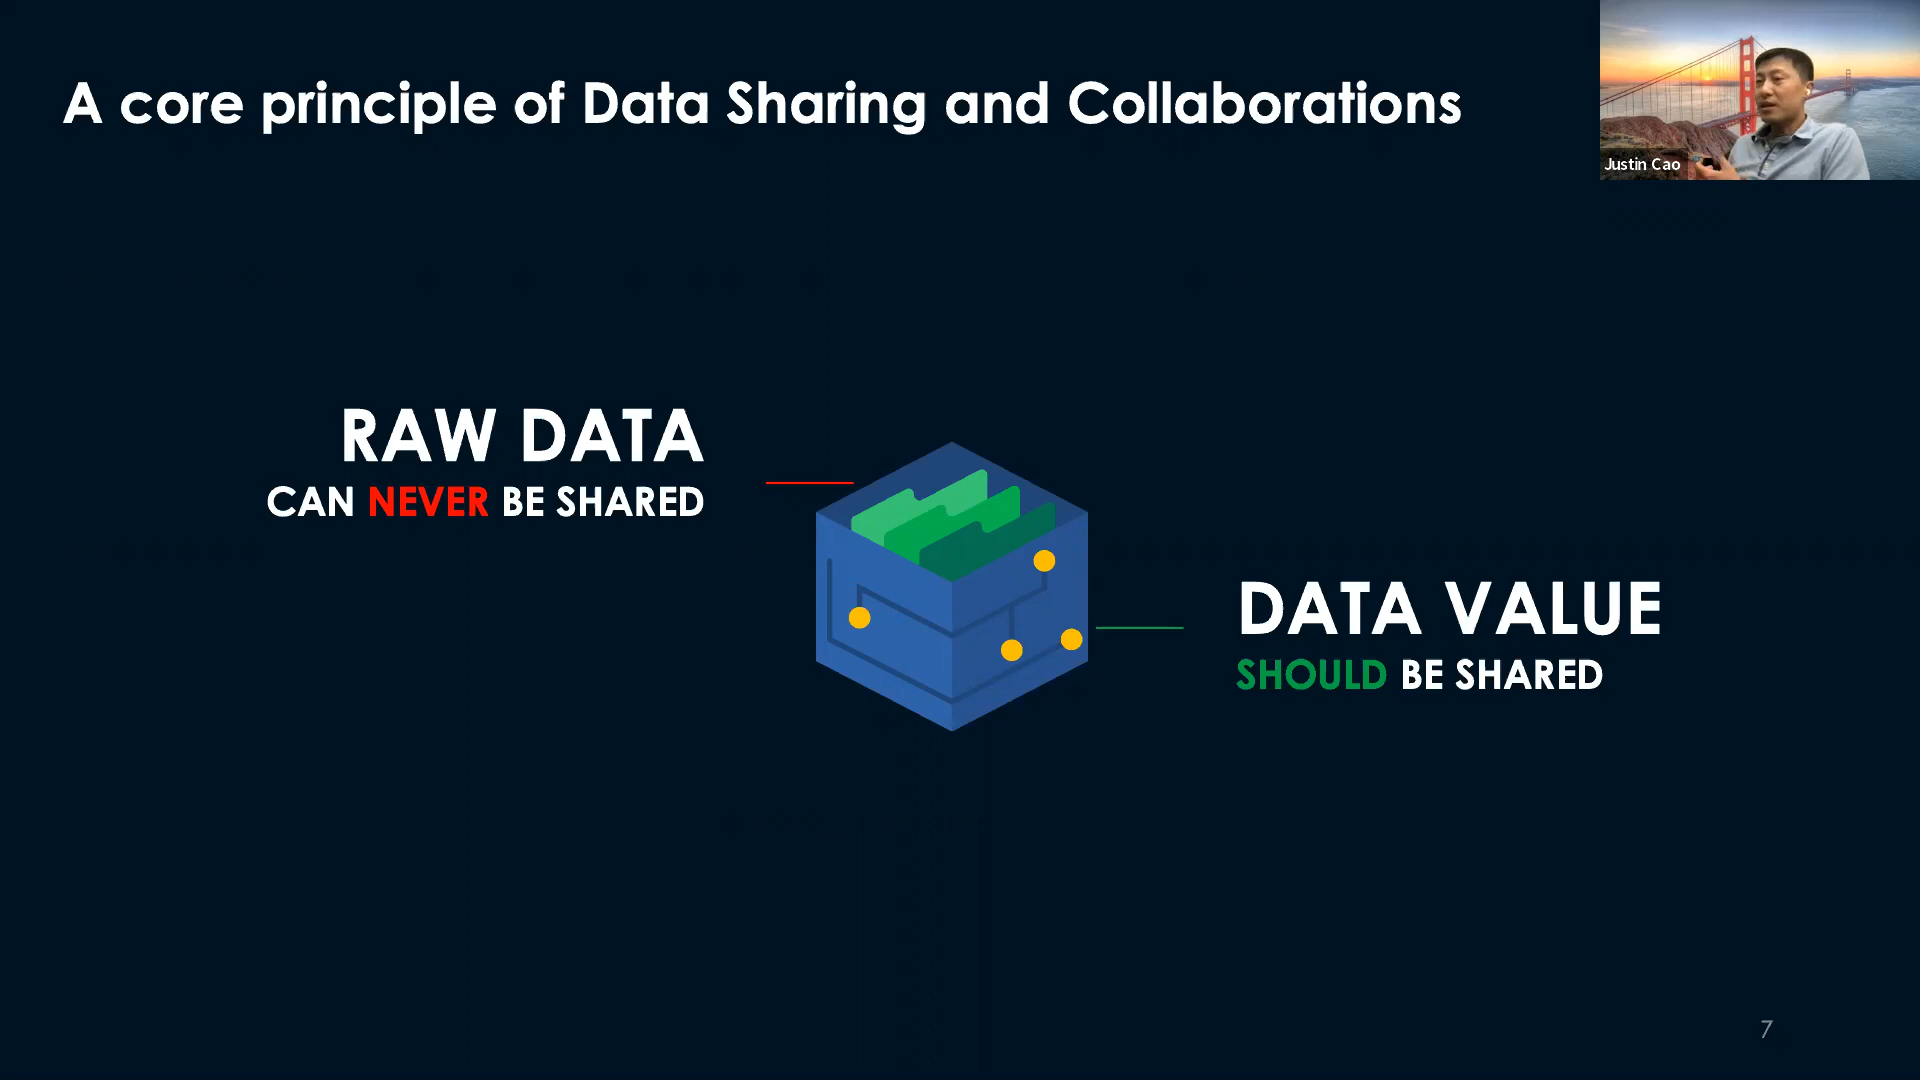 A core principle of Data Sharing and Collaborations
Justin Cao
RAW DATA
CAN NEVER BE SHARED
DATA VALUE
SHOULD BE SHARED
7